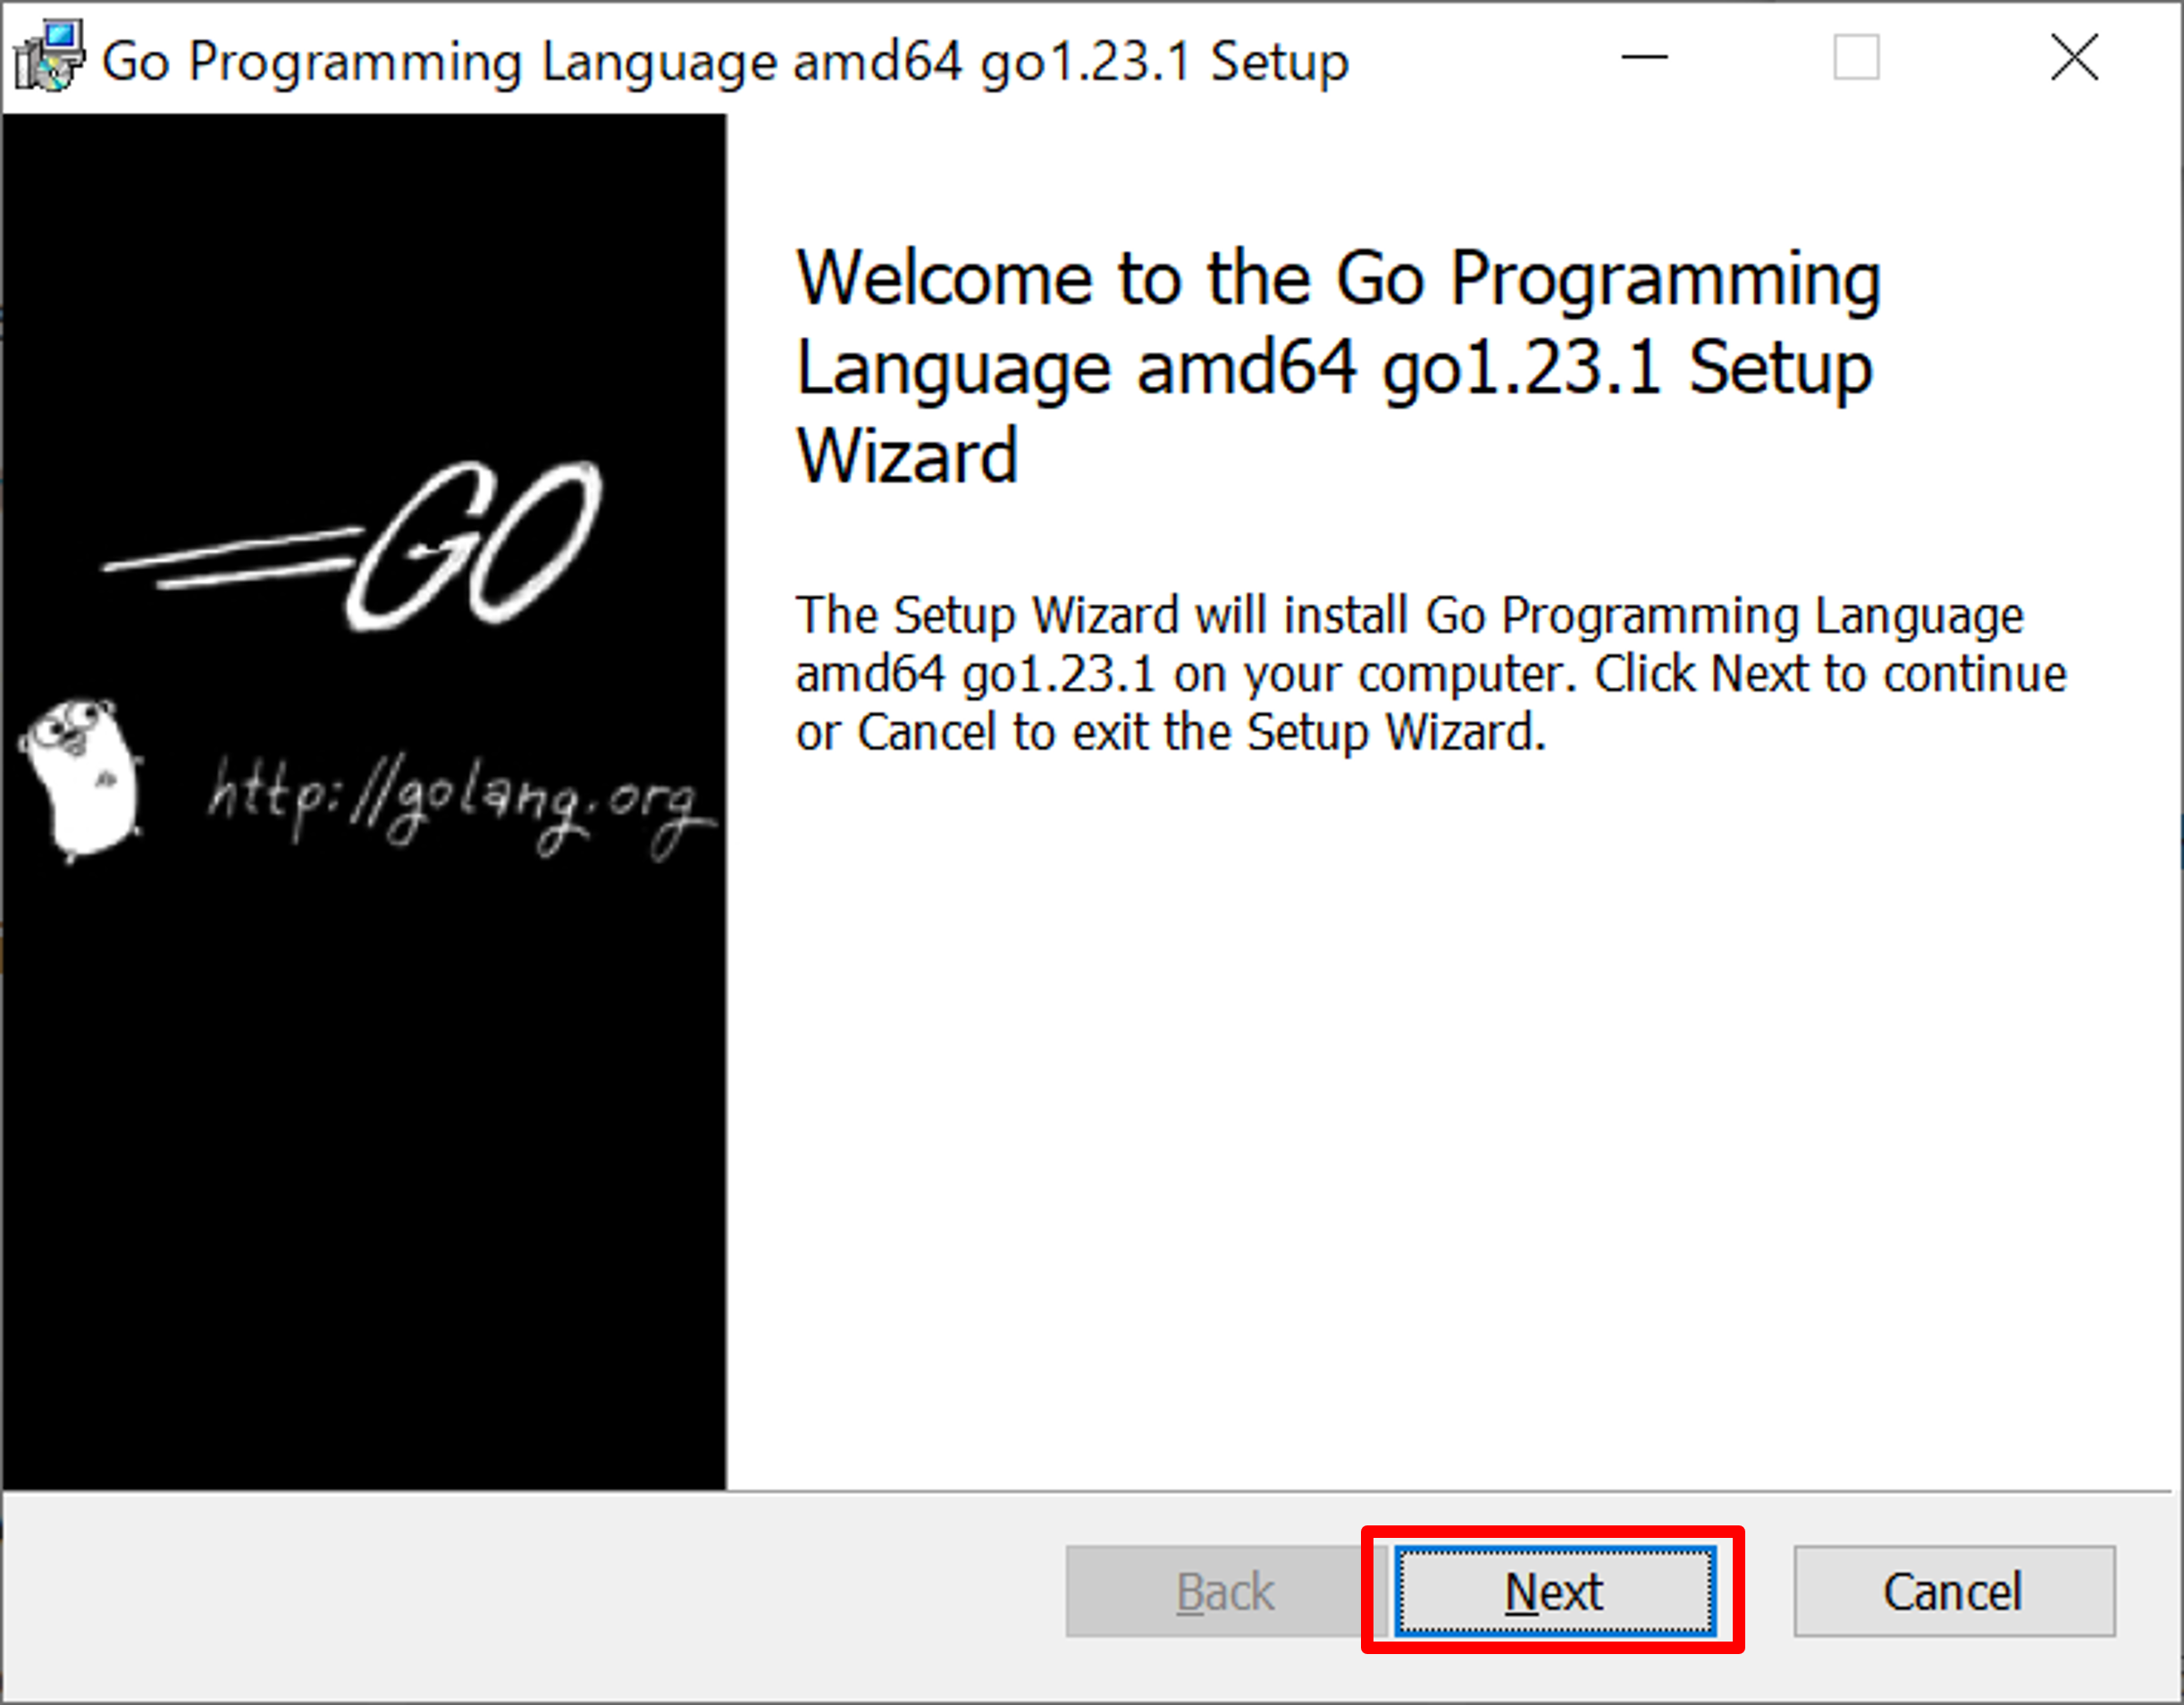 Go Programming Language amd64 go1.23.1 Setup
GO
http://golang.org
Welcome to the Go Programming
Language amd64 go1.23.1 Setup
Wizard
The Setup Wizard will install Go Programming Language
amd64 go1.23.1 on your computer. Click Next to continue
or Cancel to exit the Setup Wizard.
Back
Next
Cancel